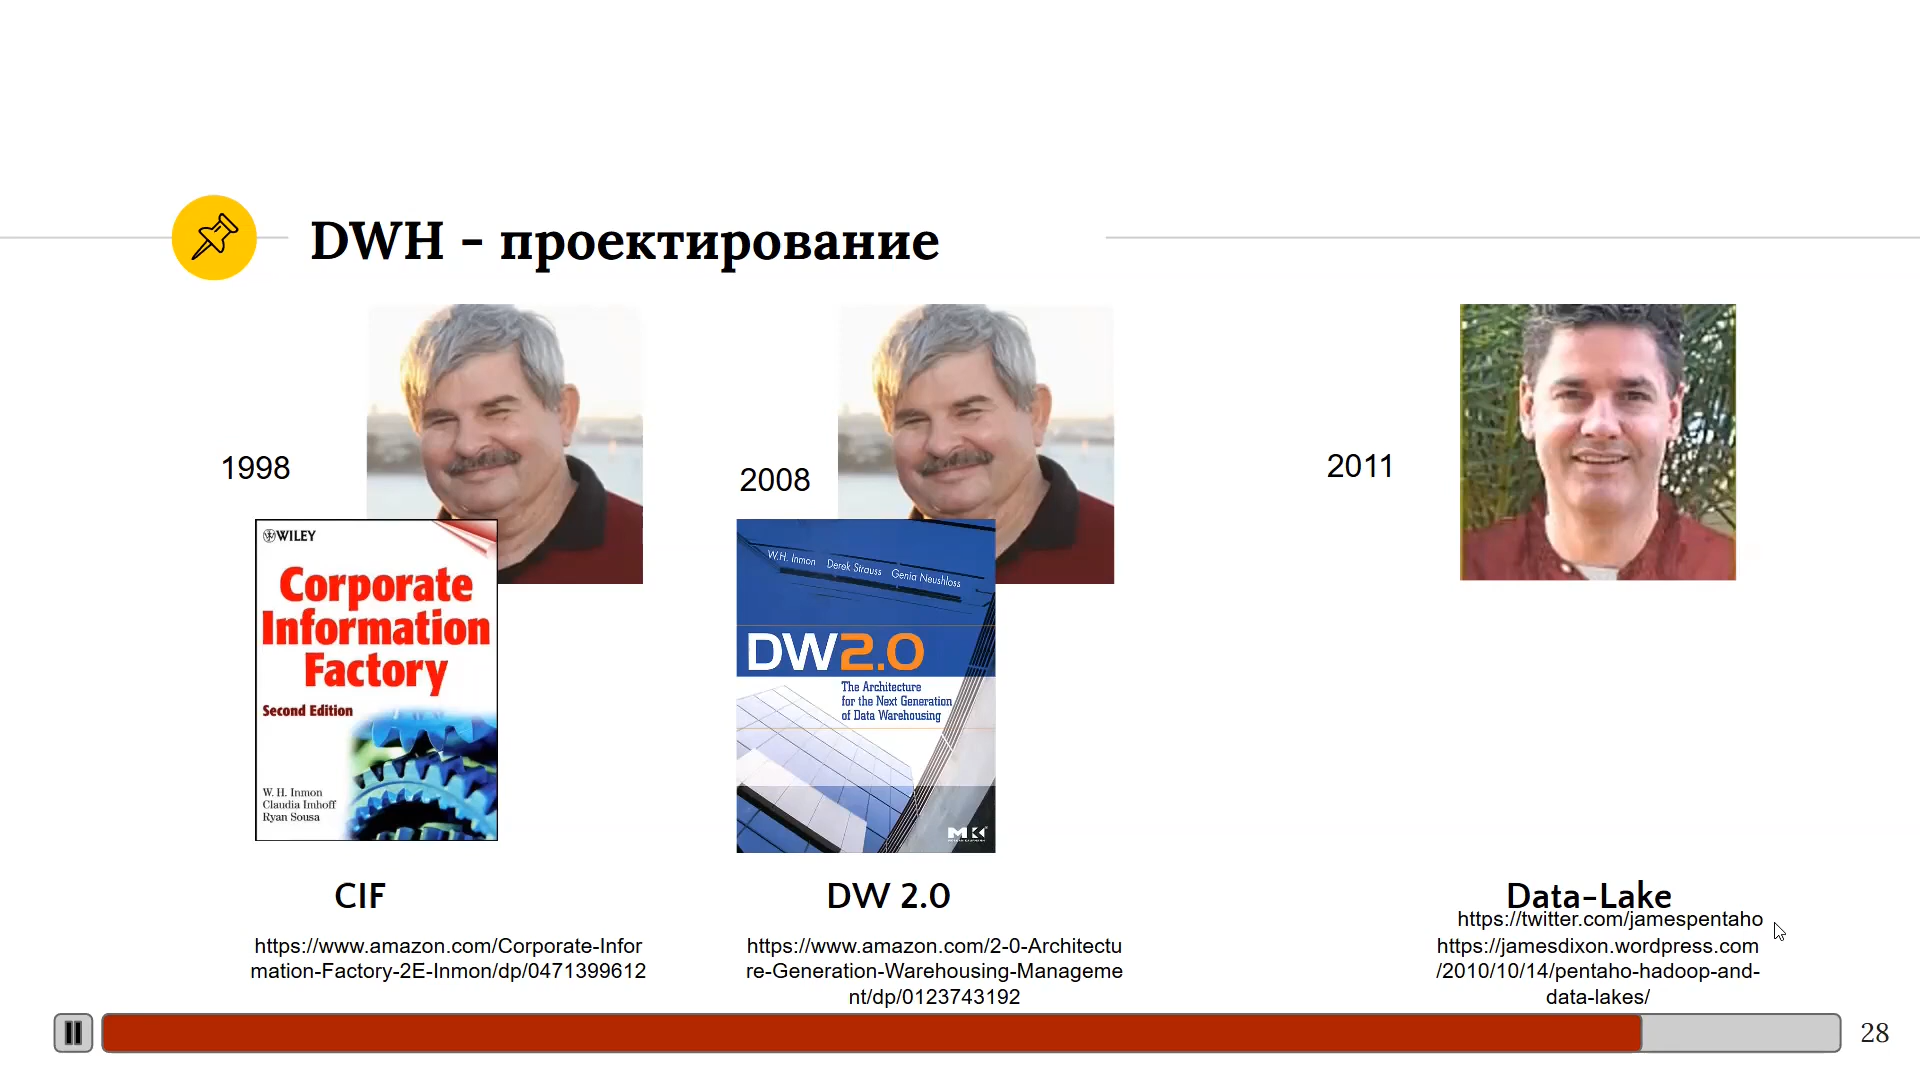 DWH - проектирование
1998
WILEY
Corporate
Information
Factory
Second Edition
W. H. Inmon
Claudia Imhoff
Ryan Sousa
CIF
https://www.amazon.com/Corporate-Infor
mation-Factory-2E-Inmon/dp/0471399612
2008
W.H. Inmon Derek Strauss Genia Neushloss
DW2.0
The Architecture
for the Next Generation
of Data Warehousing
MK
DW 2.0
https://www.amazon.com/2-0-Architectu
re-Generation-Warehousing-Manageme
nt/dp/0123743192
2011
Data-Lake
https://twitter.com/jamespentaho
https://jamesdixon.wordpress.com
/2010/10/14/pentaho-hadoop-and-
data-lakes/
28